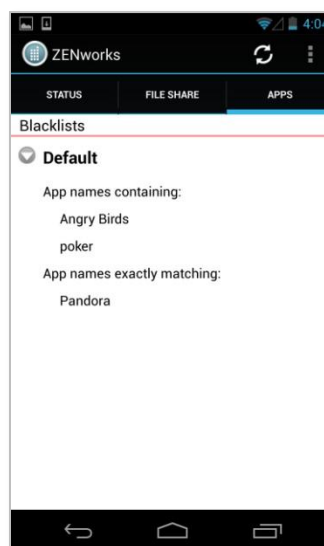 4:04
ZENworks
STATUS FILE SHARE APPS
Blacklists
Default
App names containing:
Angry Birds
poker
App names exactly matching:
Pandora